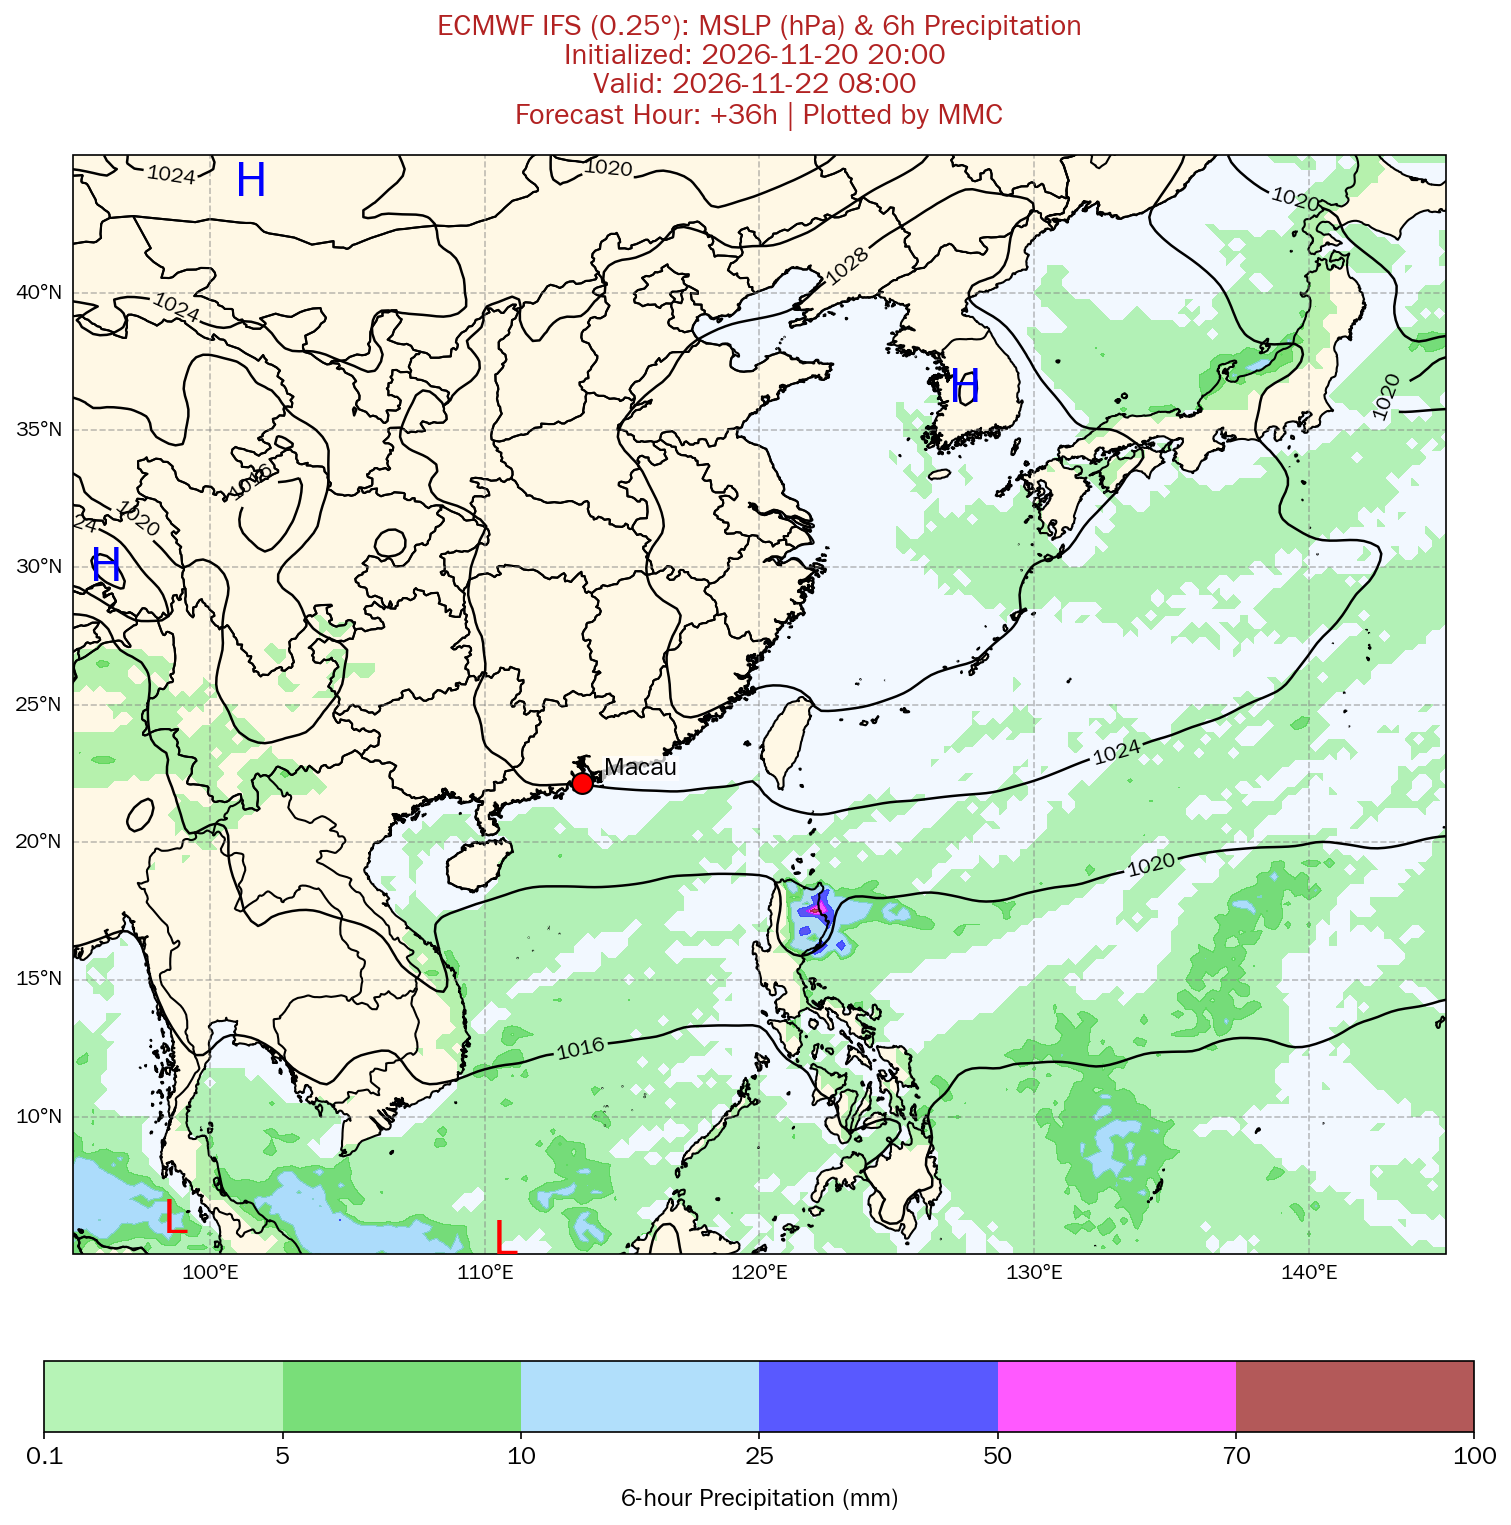 ECMWF IFS (0.25°): MSLP (hPa) & 6h Precipitation
Initialized: 2026-11-20 20:00
Valid: 2026-11-22 08:00
Forecast Hour: +36h | Plotted by MMC
1024
H
1020
1020
1028
40°N
1024
H
1020
35°N
1016
1016
1020
24
H
30°N
25°N
1024
Macau
20°N
1020
15°N
1016
10°N
L
L
100°E 110°E 120°E 130°E 140°E
0.1 5 10 25 50 70 100
6-hour Precipitation (mm)